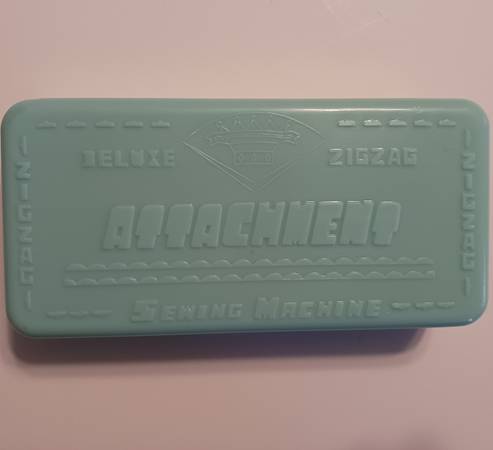 DELUXE ZIGZAG
ATTACHMENT
SEWING MACHINE
ZIGZAG
ZIGZAG